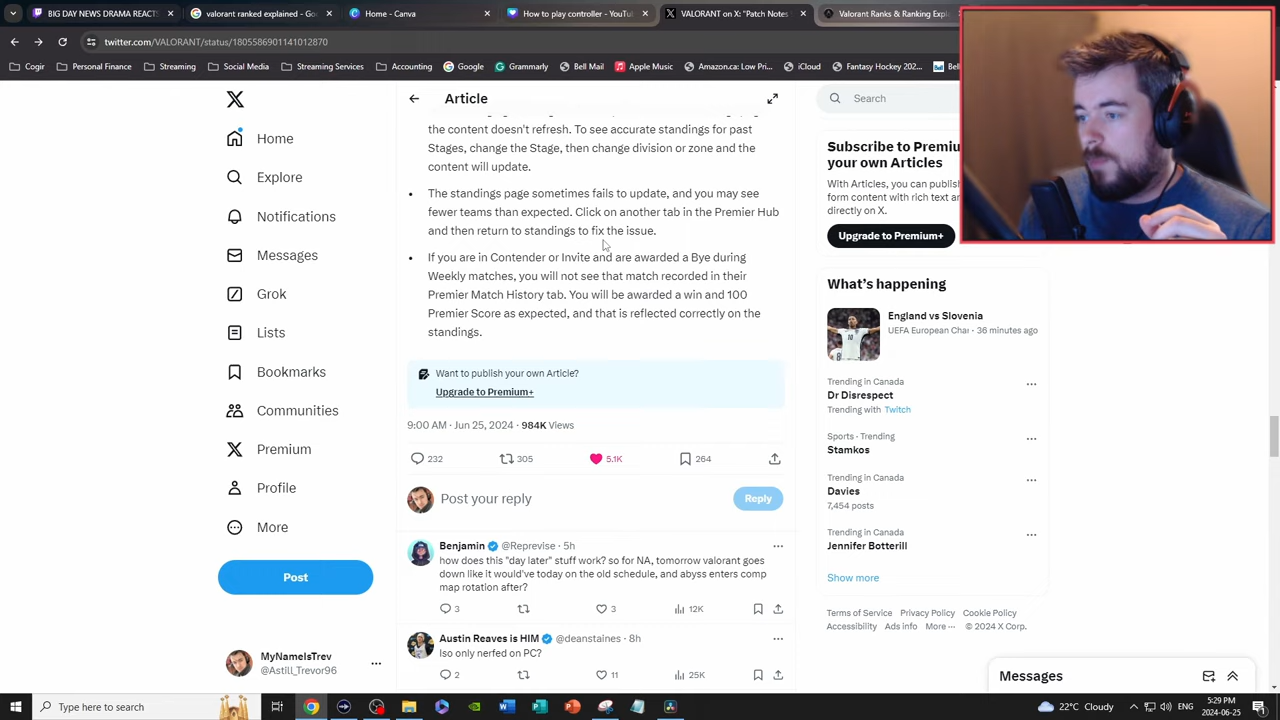 BIG DAY NEWS DRAMA REACTS
valorant ranked explained - Go
Home - Canva
How to play controller - YouTu
VALORANT on X: "Patch Notes
Valorant Ranks & Ranking Expl
twitter.com/VALORANT/status/1805586901141012870
Cogir
Personal Finance
Streaming
Social Media
Streaming Services
Accounting
Google
Grammarly
Bell Mail
Apple Music
Amazon.ca: Low Pri...
iCloud
Fantasy Hockey 202...
Article
Search
the content doesn't refresh. To see accurate standings for past
Stages, change the Stage, then change division or zone and the
content will update.
• The standings page sometimes fails to update, and you may see
fewer teams than expected. Click on another tab in the Premier Hub
and then return to standings to fix the issue.
• If you are in Contender or Invite and are awarded a Bye during
Weekly matches, you will not see that match recorded in their
Premier Match History tab. You will be awarded a win and 100
Premier Score as expected, and that is reflected correctly on the
standings.
Want to publish your own Article?
Upgrade to Premium+
9:00 AM · Jun 25, 2024 · 984K Views
232 305 5.1K 264
Post your reply
Reply
Benjamin @Reprevise · 5h
how does this "day later" stuff work? so for NA, tomorrow valorant goes
down like it would've today on the old schedule, and abyss enters comp
map rotation after?
3 3 12K
Austin Reaves is HIM @deanstaines · 8h
Iso only nerfed on PC?
2 11 25K
Home
Explore
Notifications
Messages
Grok
Lists
Bookmarks
Communities
Premium
Profile
More
Post
MyNameIsTrev
@Astill_Trevor96
Subscribe to Premiu
your own Articles
With Articles, you can publish
form content with rich text an
directly on X.
Upgrade to Premium+
What's happening
England vs Slovenia
UEFA European Char · 36 minutes ago
Trending in Canada
Dr Disrespect
Trending with Twitch
Sports · Trending
Stamkos
Trending in Canada
Davies
7,454 posts
Trending in Canada
Jennifer Botterill
Show more
Terms of Service Privacy Policy Cookie Policy
Accessibility Ads info More ··· © 2024 X Corp.
Messages
Type here to search
22°C Cloudy
ENG
5:29 PM
2024-06-25